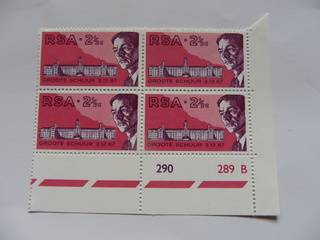 RSA • 2½c RSA • 2½c
GROOTE SCHUUR 3.12.67 GROOTE SCHUUR 3.12.67
RSA • 2½c RSA • 2½c
GROOTE SCHUUR 3.12.67 GROOTE SCHUUR 3.12.67
290 289 B